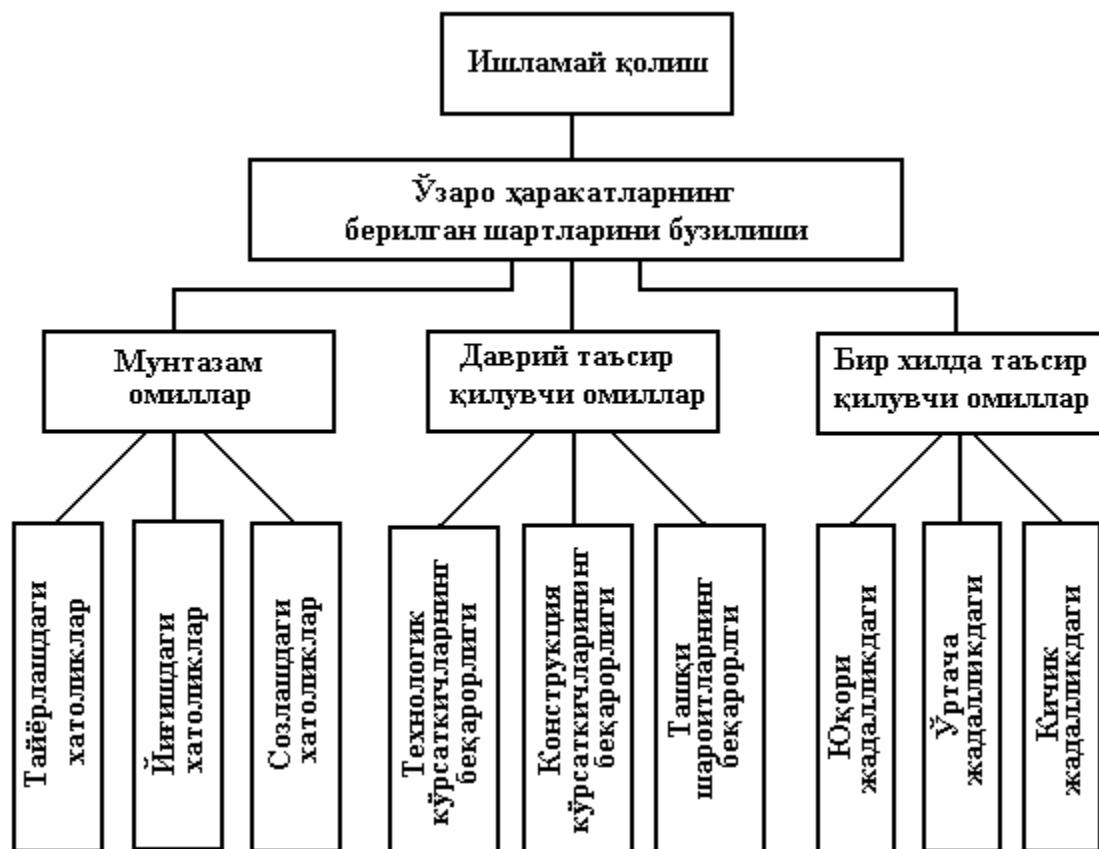 Ишламай қолиш
Ўзаро ҳаракатларнинг
берилган шартларини бузилиши
Мунтазам
омиллар
Даврий таъсир
қилувчи омиллар
Бир хилда таъсир
қилувчи омиллар
Тайёрлашдаги
хатоликлар
Йиғишдаги
хатоликлар
Созлашдаги
хатоликлар
Технологик
кўрсаткичларнинг
беқарорлиги
Конструкция
кўрсаткичларининг
беқарорлиги
Ташқи
шароитларнинг
беқарорлги
Юқори
жадалликдаги
Ўртача
жадалликдаги
Кичик
жадалликдаги